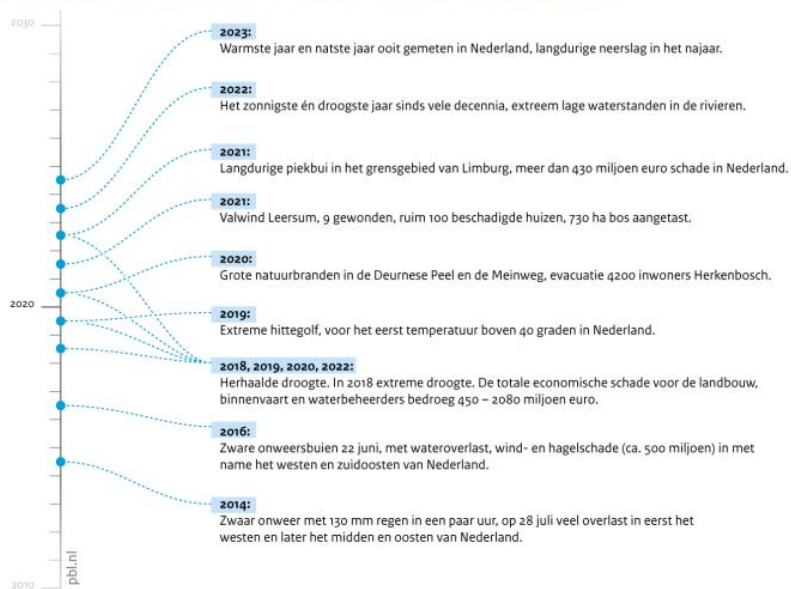 2030
2023:
Warmste jaar en natste jaar ooit gemeten in Nederland, langdurige neerslag in het najaar.
2022:
Het zonnigste én droogste jaar sinds vele decennia, extreem lage waterstanden in de rivieren.
2021:
Langdurige piekbui in het grensgebied van Limburg, meer dan 430 miljoen euro schade in Nederland.
2021:
Valwind Leersum, 9 gewonden, ruim 100 beschadigde huizen, 730 ha bos aangetast.
2020:
Grote natuurbranden in de Deurnese Peel en de Meinweg, evacuatie 4200 inwoners Herkenbosch.
2020
2019:
Extreme hittegolf, voor het eerst temperatuur boven 40 graden in Nederland.
2018, 2019, 2020, 2022:
Herhaalde droogte. In 2018 extreme droogte. De totale economische schade voor de landbouw,
binnenvaart en waterbeheerders bedroeg 450 – 2080 miljoen euro.
2016:
Zware onweersbuien 22 juni, met wateroverlast, wind- en hagelschade (ca. 500 miljoen) in met
name het westen en zuidoosten van Nederland.
2014:
Zwaar onweer met 130 mm regen in een paar uur, op 28 juli veel overlast in eerst het
westen en later het midden en oosten van Nederland.
pbl.nl
2010